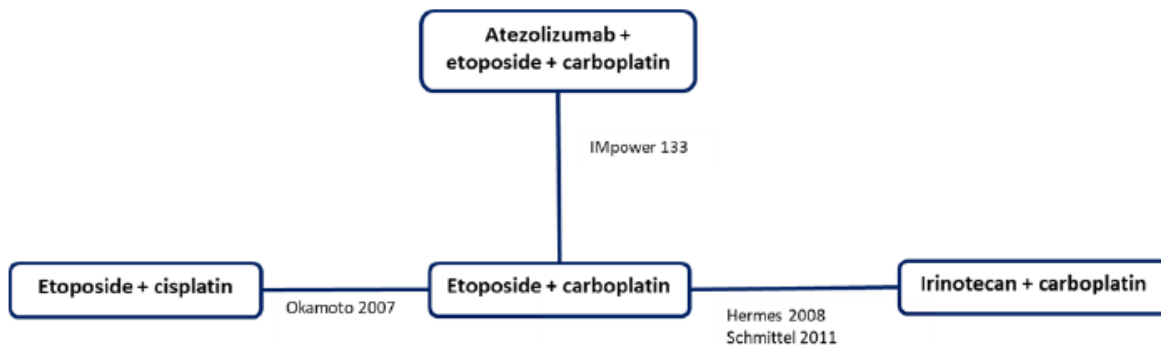 Atezolizumab +
etoposide + carboplatin
IMpower 133
Etoposide + cisplatin
Okamoto 2007
Etoposide + carboplatin
Hermes 2008
Schmittel 2011
Irinotecan + carboplatin